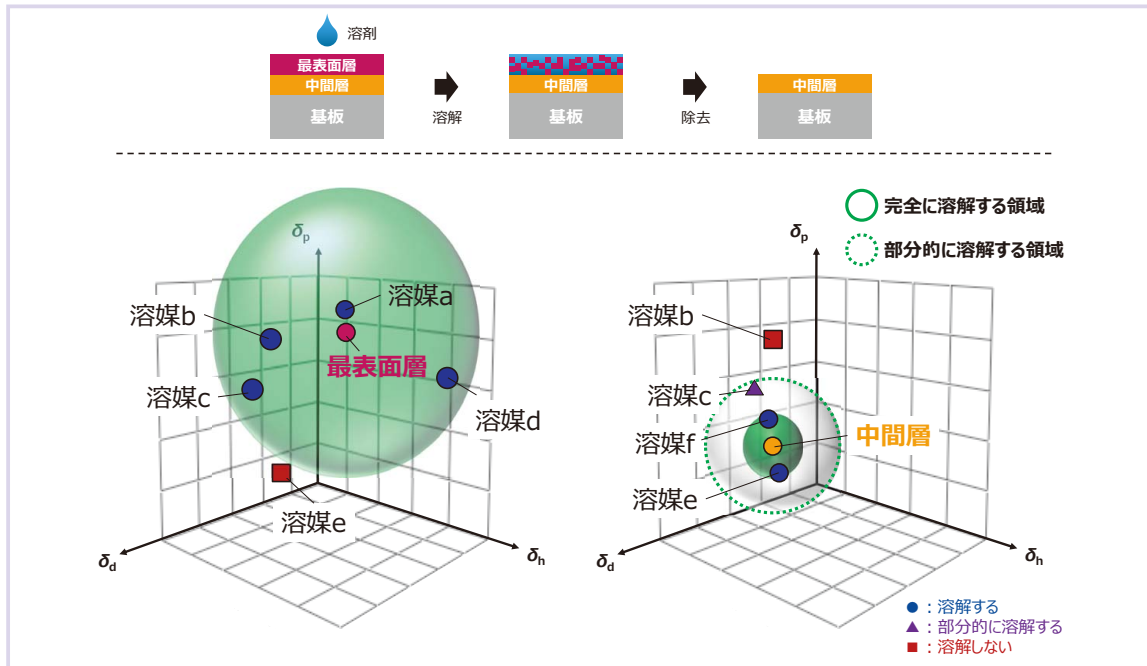 溶剤
最表面層
中間層
基板
溶解
中間層
基板
除去
中間層
基板
δp
溶媒a
溶媒b
最表面層
溶媒c
溶媒d
溶媒e
δd
δh
完全に溶解する領域
部分的に溶解する領域
δp
溶媒b
溶媒c
溶媒f
中間層
溶媒e
δd
δh
●：溶解する
▲：部分的に溶解する
■：溶解しない